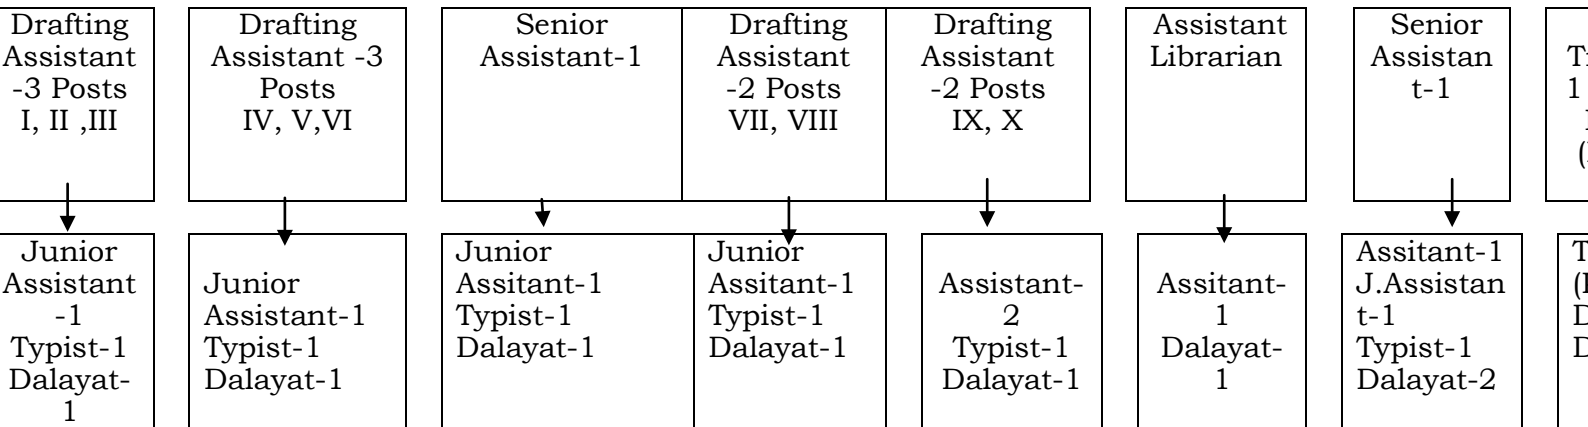 Drafting
Assistant
-3 Posts
I, II ,III
Drafting
Assistant -3
Posts
IV, V,VI
Senior
Assistant-1
Drafting
Assistant
-2 Posts
VII, VIII
Drafting
Assistant
-2 Posts
IX, X
Assistant
Librarian
Senior
Assistan
t-1
1
Junior
Assistant
-1
Typist-1
Dalayat-
1
Junior
Assistant-1
Typist-1
Dalayat-1
Junior
Assitant-1
Typist-1
Dalayat-1
Junior
Assitant-1
Typist-1
Dalayat-1
Assistant-
2
Typist-1
Dalayat-1
Assitant-
1
Dalayat-
1
Assitant-1
J.Assistan
t-1
Typist-1
Dalayat-2